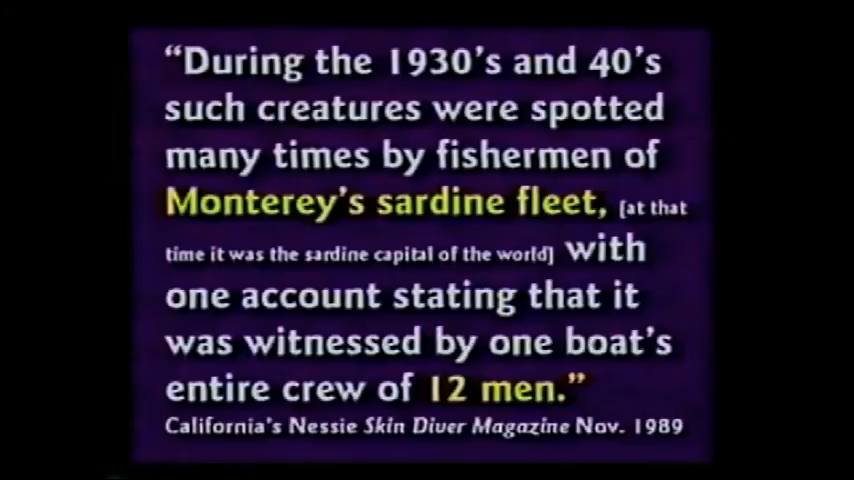 “During the 1930’s and 40’s
such creatures were spotted
many times by fishermen of
Monterey’s sardine fleet, [at that
time it was the sardine capital of the world] with
one account stating that it
was witnessed by one boat’s
entire crew of 12 men.”
California’s Nessie Skin Diver Magazine Nov. 1989